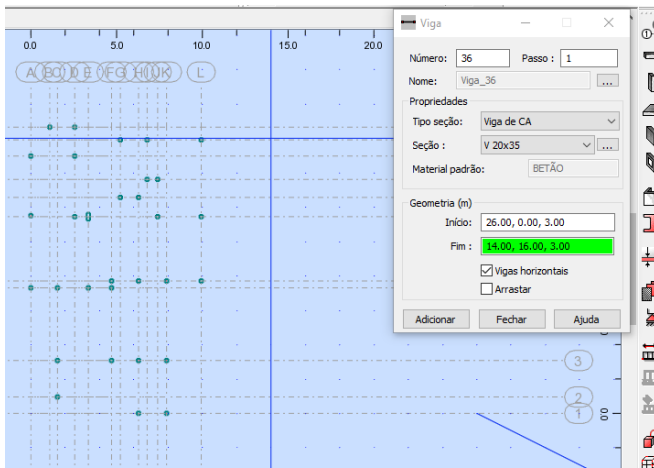 Viga
0.0 5.0 10.0 15.0 20.0
A B C D E F G H I J K L
Número: 36 Passo : 1
Nome: Viga_36 ...
Propriedades
Tipo seção: Viga de CA
Seção : V 20x35 ...
Material padrão: BETÃO
Geometria (m)
Início: 26.00, 0.00, 3.00
Fim : 14.00, 16.00, 3.00
Vigas horizontais
Arrastar
Adicionar Fechar Ajuda
3
2
1